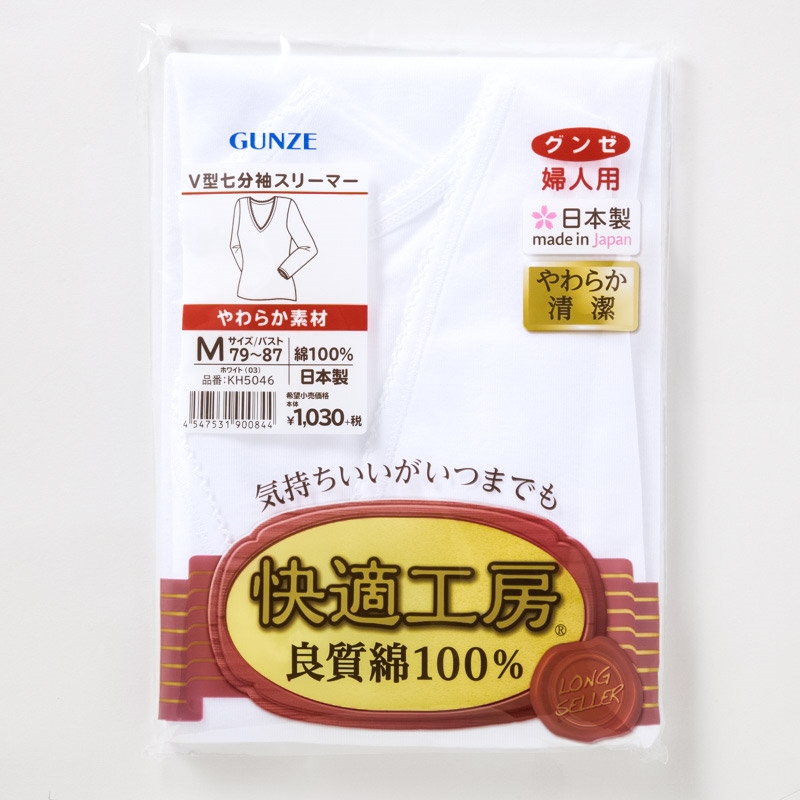 GUNZE
V型七分袖スリーマー
やわらか素材
M サイズ/バスト 79〜87
綿100%
ホワイト(03)
品番:KH5046
日本製
希望小売価格
本体
¥1,030+税
4 547531 900844
グンゼ
婦人用
日本製
made in Japan
やわらか
清潔
気持ちいいがいつまでも
快適工房®
良質綿100%
LONG
SELLER